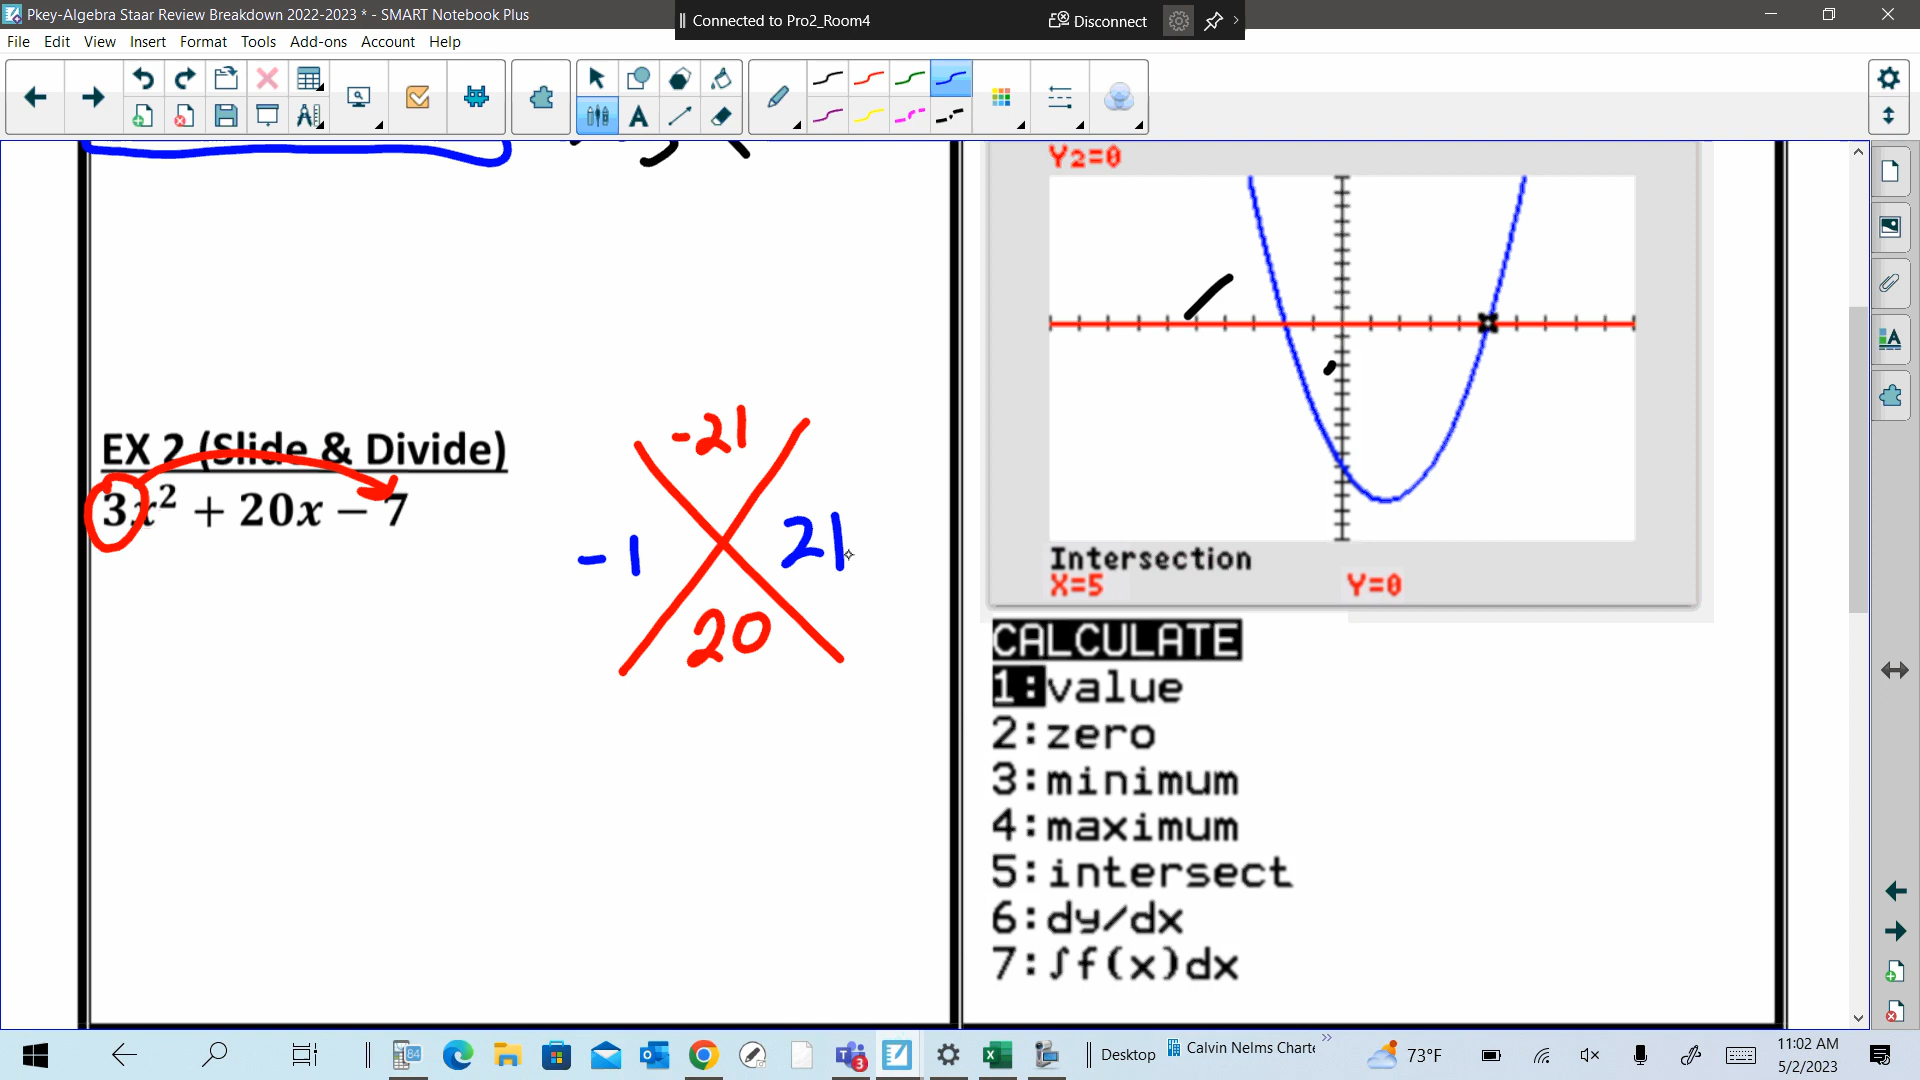 Pkey-Algebra Staar Review Breakdown 2022-2023 * - SMART Notebook Plus
Connected to Pro2_Room4
Disconnect
File Edit View Insert Format Tools Add-ons Account Help
Y2=0
EX 2 (Slide & Divide)
3x² + 20x − 7
-21
-1
21
20
Intersection
X=5 Y=0
CALCULATE
1:value
2:zero
3:minimum
4:maximum
5:intersect
6:dy/dx
7:∫f(x)dx
84
3
Desktop
Calvin Nelms Charte
73°F
11:02 AM
5/2/2023